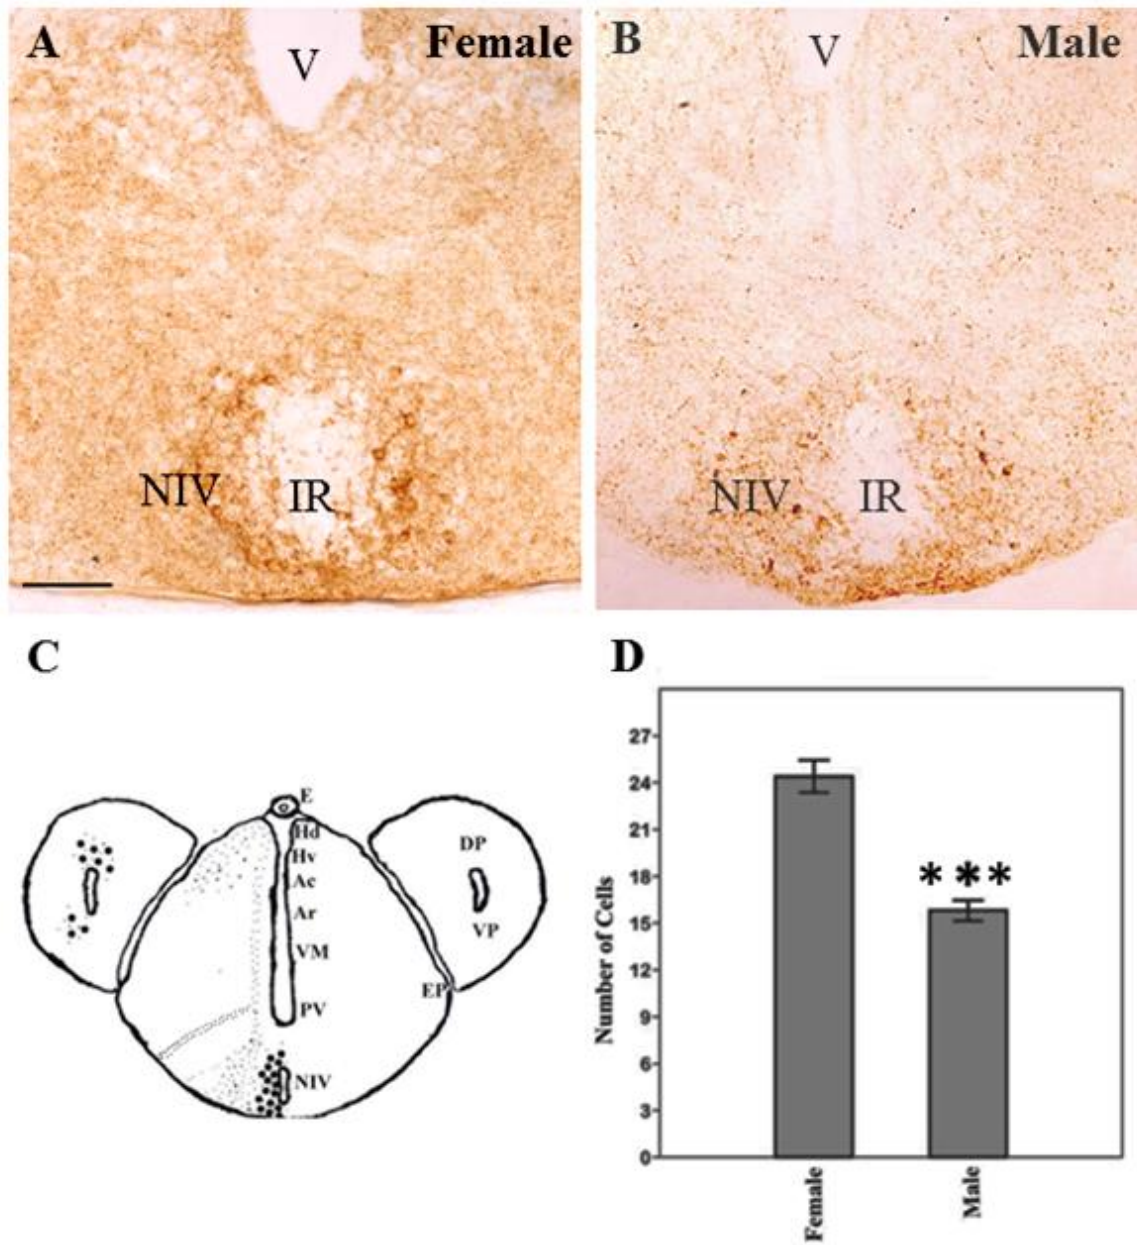 A
V
Female
NIV
IR
B
V
Male
NIV
IR
C
E
Hd
Hv
Ac
Ar
VM
PV
NIV
DP
VP
EP
D
27
24
21
18
15
12
9
6
3
0
Number of Cells
***
Female
Male